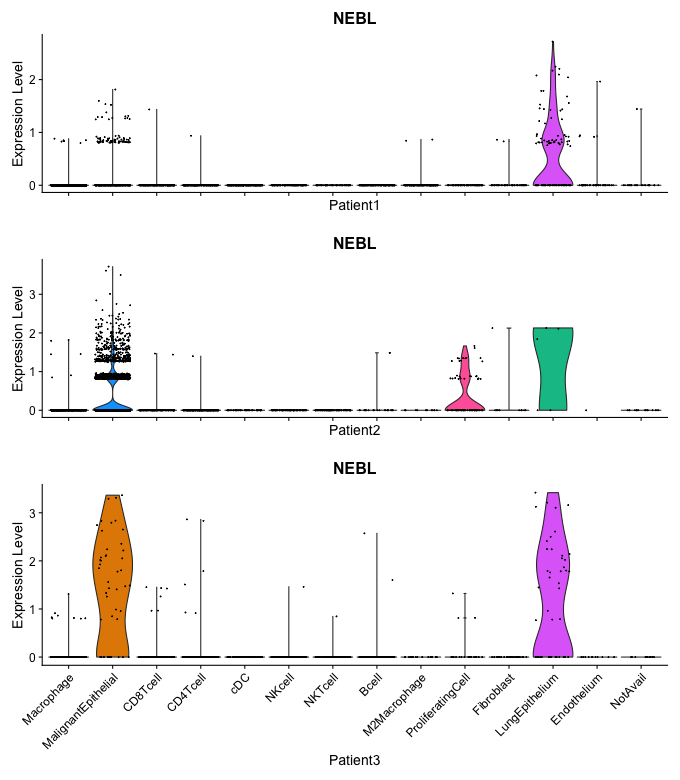 NEBL
2
1
0
Expression Level
Patient1
NEBL
3
2
1
0
Expression Level
Patient2
NEBL
3
2
1
0
Expression Level
Macrophage
MalignantEpithelial
CD8Tcell
CD4Tcell
cDC
NKcell
NKTcell
Bcell
M2Macrophage
ProliferatingCell
Fibroblast
LungEpithelium
Endothelium
NotAvail
Patient3